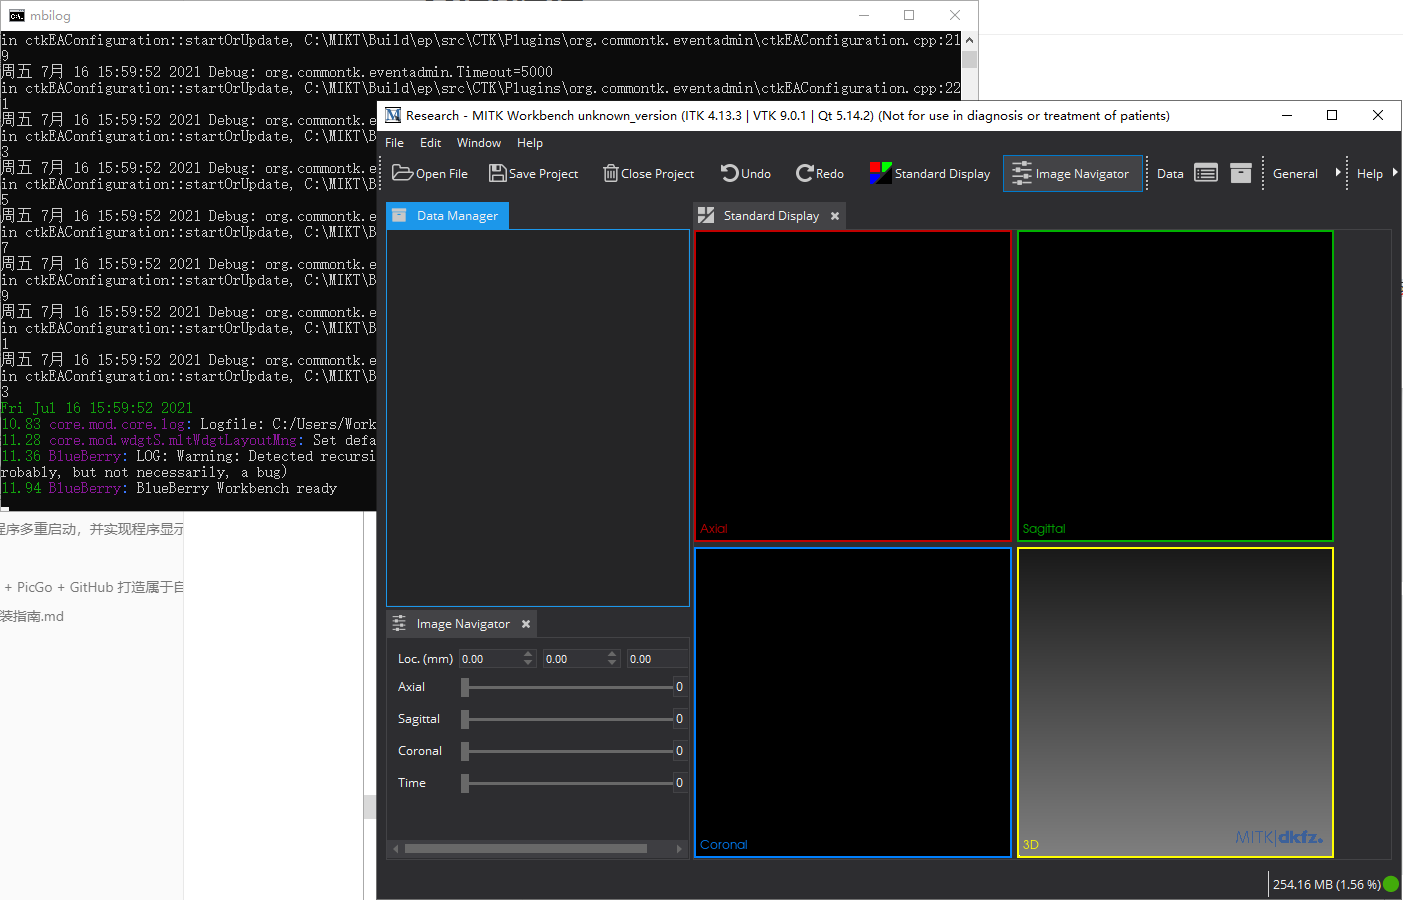 mbilog
in ctkEAConfiguration::startOrUpdate, C:\MIKT\Build\ep\src\CTK\Plugins\org.commontk.eventadmin\ctkEAConfiguration.cpp:21
9
周五 7月 16 15:59:52 2021 Debug: org.commontk.eventadmin.Timeout=5000
in ctkEAConfiguration::startOrUpdate, C:\MIKT\Build\ep\src\CTK\Plugins\org.commontk.eventadmin\ctkEAConfiguration.cpp:22
1
周五 7月 16 15:59:52 2021 Debug: org.commontk.e
in ctkEAConfiguration::startOrUpdate, C:\MIKT\B
3
周五 7月 16 15:59:52 2021 Debug: org.commontk.e
in ctkEAConfiguration::startOrUpdate, C:\MIKT\B
5
周五 7月 16 15:59:52 2021 Debug: org.commontk.e
in ctkEAConfiguration::startOrUpdate, C:\MIKT\B
7
周五 7月 16 15:59:52 2021 Debug: org.commontk.e
in ctkEAConfiguration::startOrUpdate, C:\MIKT\B
9
周五 7月 16 15:59:52 2021 Debug: org.commontk.e
in ctkEAConfiguration::startOrUpdate, C:\MIKT\B
1
周五 7月 16 15:59:52 2021 Debug: org.commontk.e
in ctkEAConfiguration::startOrUpdate, C:\MIKT\B
3
Fri Jul 16 15:59:52 2021
10.83 core.mod.core.log: Logfile: C:/Users/Work
11.28 core.mod.wdgtS.mltWdgtLayoutMng: Set defa
11.36 BlueBerry: LOG: Warning: Detected recursi
robably, but not necessarily, a bug)
11.94 BlueBerry: BlueBerry Workbench ready
程序多重启动，并实现程序显示
+ PicGo + GitHub 打造属于自
装指南.md
Research - MITK Workbench unknown_version (ITK 4.13.3 | VTK 9.0.1 | Qt 5.14.2) (Not for use in diagnosis or treatment of patients)
File Edit Window Help
Open File Save Project Close Project Undo Redo Standard Display Image Navigator Data General Help
Data Manager
Standard Display
Axial
Sagittal
Coronal
3D
MITK|dkfz.
Image Navigator
Loc. (mm) 0.00 0.00 0.00
Axial 0
Sagittal 0
Coronal 0
Time 0
254.16 MB (1.56 %)